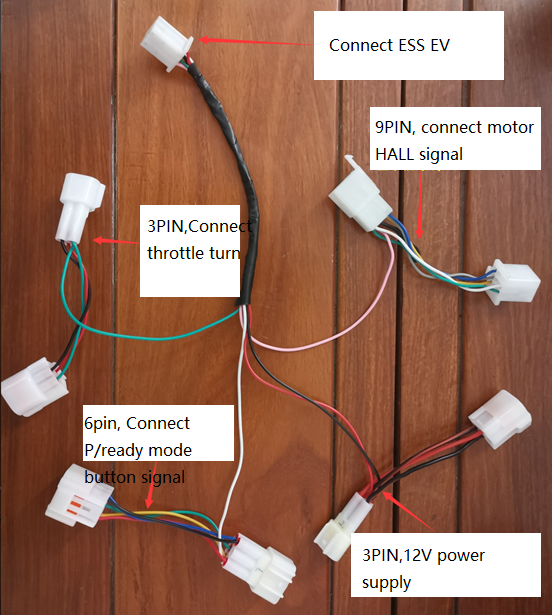 Connect ESS EV
9PIN, connect motor
HALL signal
3PIN,Connect
throttle turn
6pin, Connect
P/ready mode
button signal
3PIN,12V power
supply